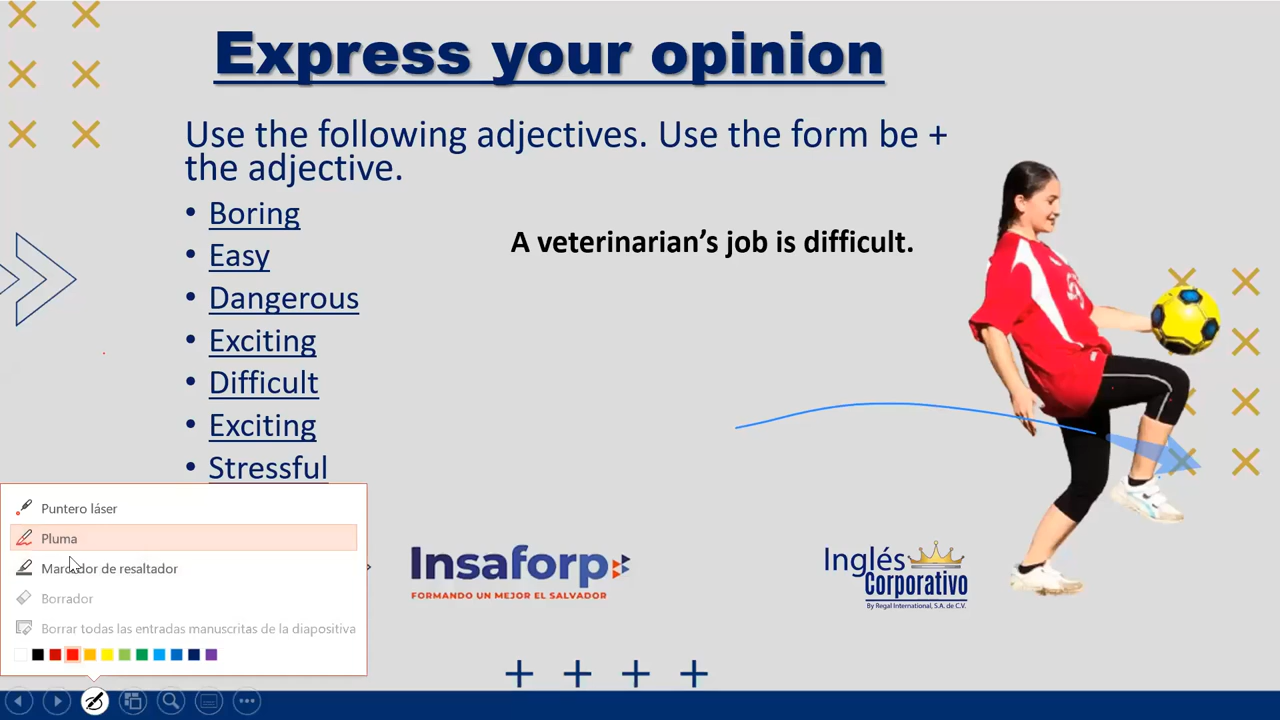 Express your opinion
Use the following adjectives. Use the form be +
the adjective.
• Boring
• Easy
• Dangerous
• Exciting
• Difficult
• Exciting
• Stressful
A veterinarian’s job is difficult.
Puntero láser
Pluma
Marcador de resaltador
Borrador
Borrar todas las entradas manuscritas de la diapositiva
Insaforp
FORMANDO UN MEJOR EL SALVADOR
Inglés
Corporativo
By Regal International, S.A. de C.V.